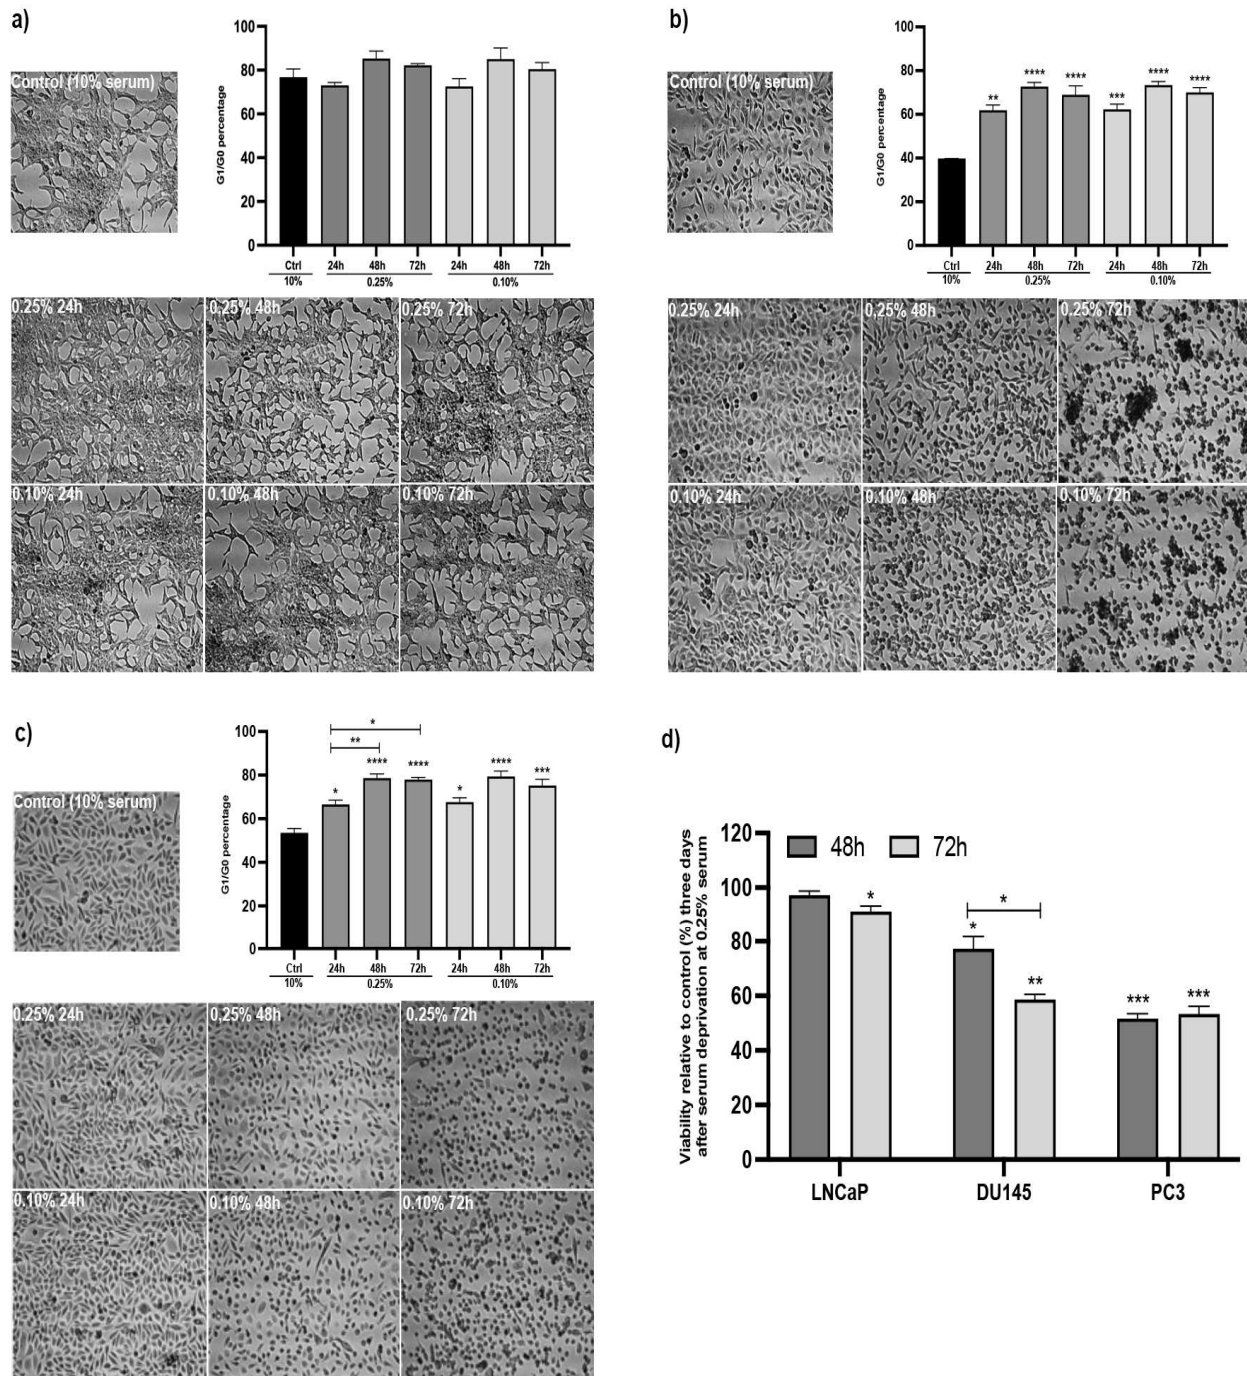 a)
Control (10% serum)
G1/G0 percentage
100
80
60
40
20
0
Ctrl 24h 48h 72h 24h 48h 72h
10% 0.25% 0.10%
0.25% 24h 0.25% 48h 0.25% 72h
0.10% 24h 0.10% 48h 0.10% 72h
b)
Control (10% serum)
G1/G0 percentage
100
80
60
40
20
0
** **** **** *** **** ****
Ctrl 24h 48h 72h 24h 48h 72h
10% 0.25% 0.10%
0.25% 24h 0,25% 48h 0.25% 72h
0.10% 24h 0.10% 48h 0.10% 72h
c)
Control (10% serum)
G1/G0 percentage
100
80
60
40
20
0
*
**
* **** **** * **** ***
Ctrl 24h 48h 72h 24h 48h 72h
10% 0.25% 0.10%
0.25% 24h 0,25% 48h 0.25% 72h
0.10% 24h 0.10% 48h 0.10% 72h
d)
Viability relative to control (%) three days
after serum deprivation at 0.25% serum
120
100
80
60
40
20
0
48h 72h
* * * ** *** ***
LNCaP DU145 PC3